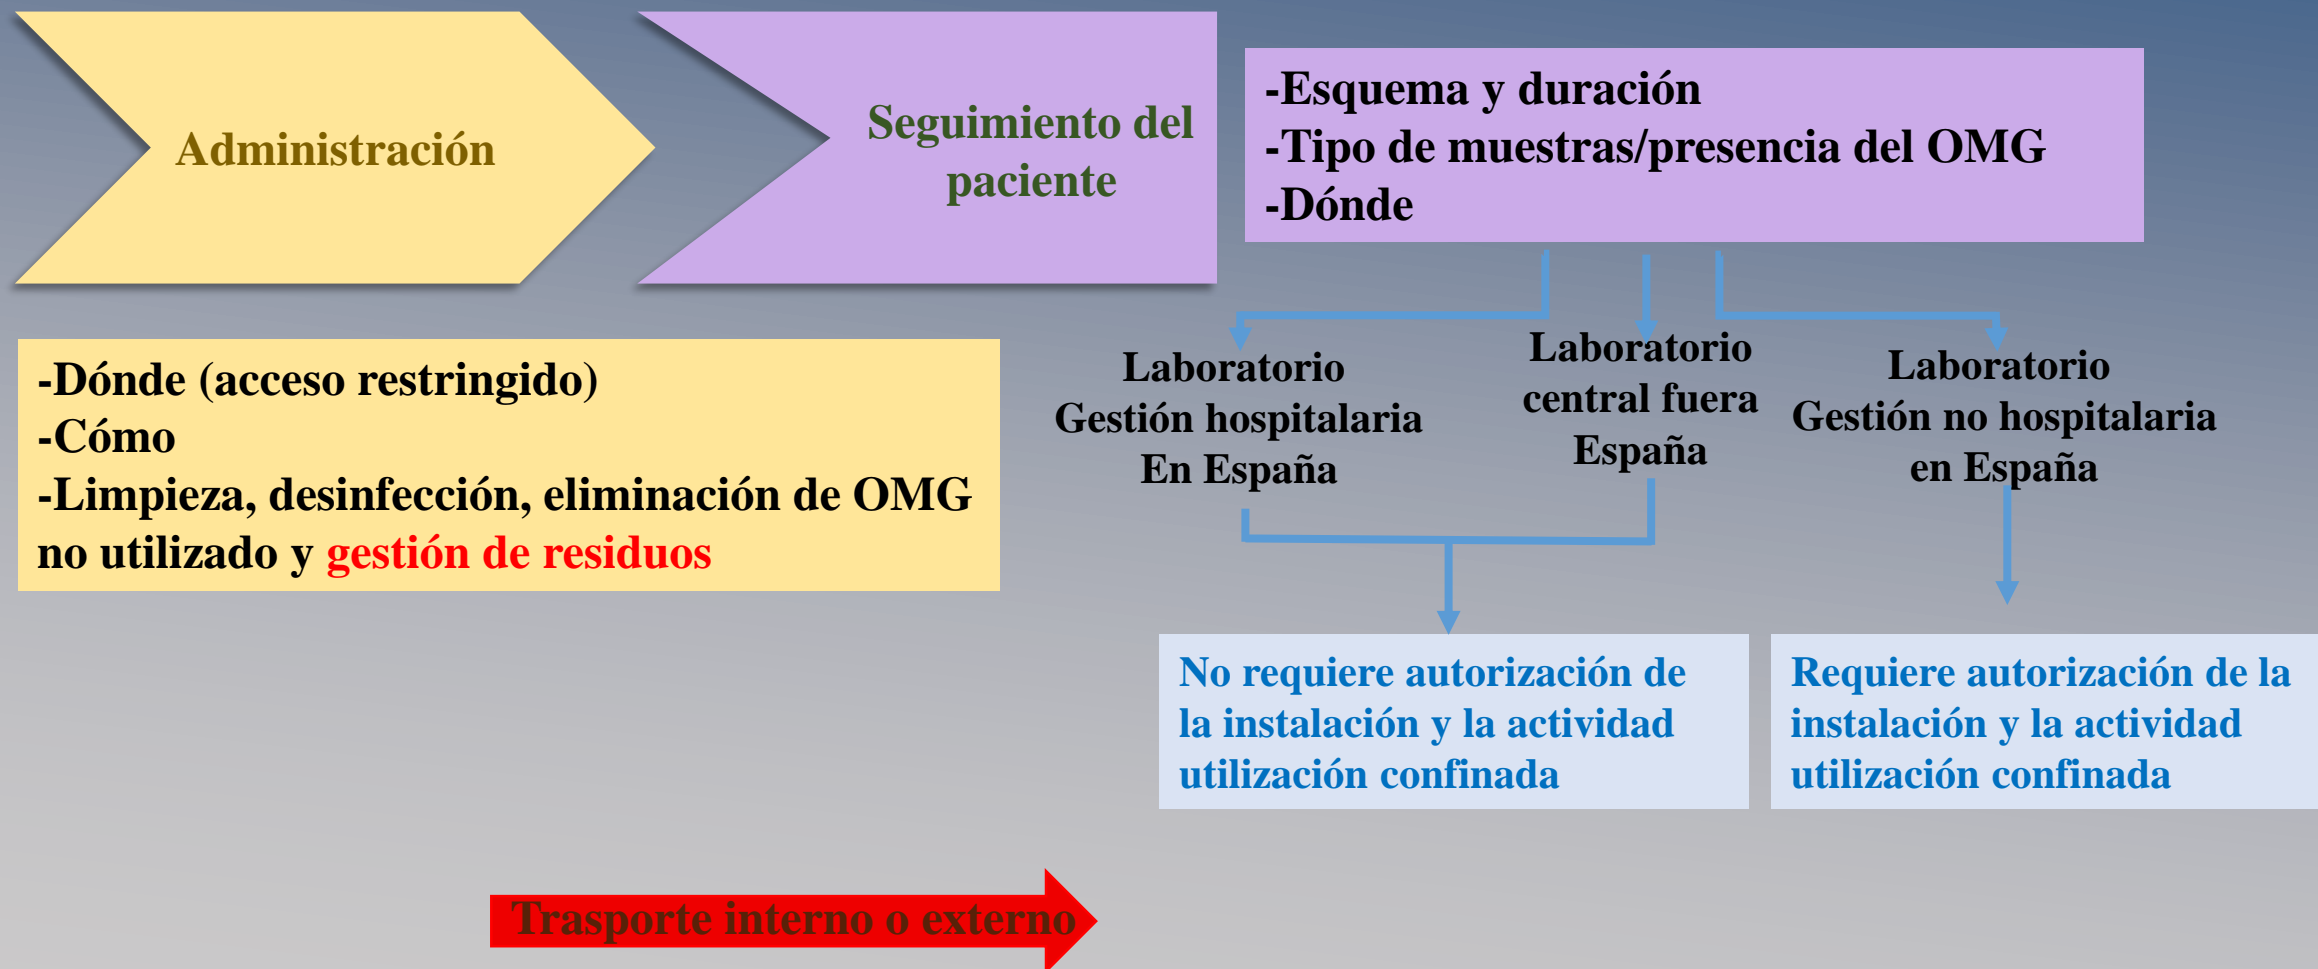 Administración
Seguimiento del
paciente
-Esquema y duración
-Tipo de muestras/presencia del OMG
-Dónde
-Dónde (acceso restringido)
-Cómo
-Limpieza, desinfección, eliminación de OMG
no utilizado y gestión de residuos
Laboratorio
Gestión hospitalaria
En España
Laboratorio
central fuera
España
Laboratorio
Gestión no hospitalaria
en España
No requiere autorización de
la instalación y la actividad
utilización confinada
Requiere autorización de la
instalación y la actividad
utilización confinada
Trasporte interno o externo